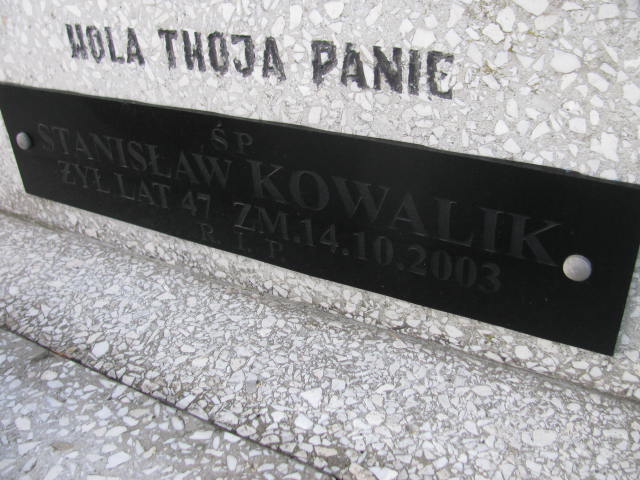 WOLA TWOJA PANIE
ŚP
STANISŁAW KOWALIK
ŻYŁ LAT 47 ZM.14.10.2003
R. I. P.